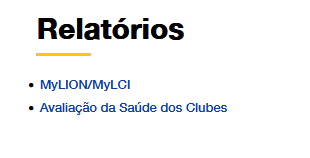 Relatórios
MyLION/MyLCI
Avaliação da Saúde dos Clubes